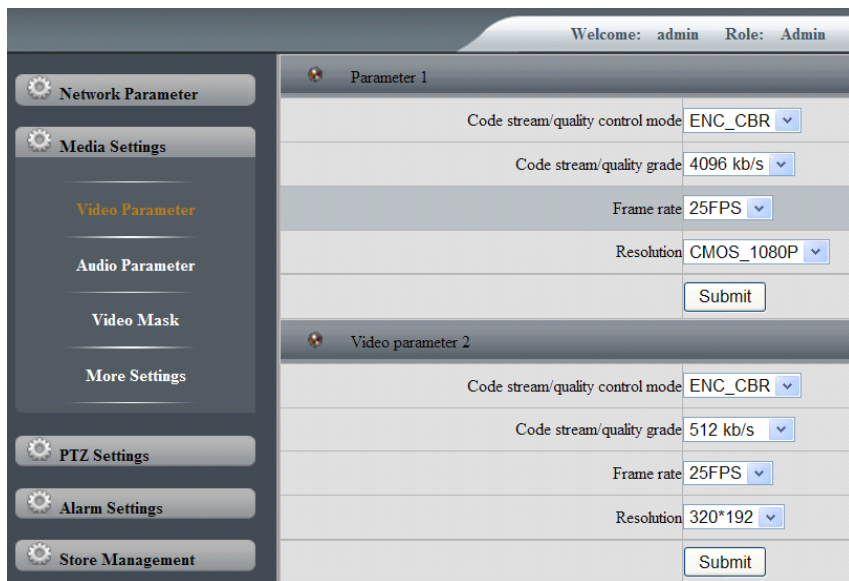 Welcome: admin Role: Admin
Network Parameter
Media Settings
Video Parameter
Audio Parameter
Video Mask
More Settings
PTZ Settings
Alarm Settings
Store Management
Parameter 1
Code stream/quality control mode ENC_CBR
Code stream/quality grade 4096 kb/s
Frame rate 25FPS
Resolution CMOS_1080P
Submit
Video parameter 2
Code stream/quality control mode ENC_CBR
Code stream/quality grade 512 kb/s
Frame rate 25FPS
Resolution 320*192
Submit